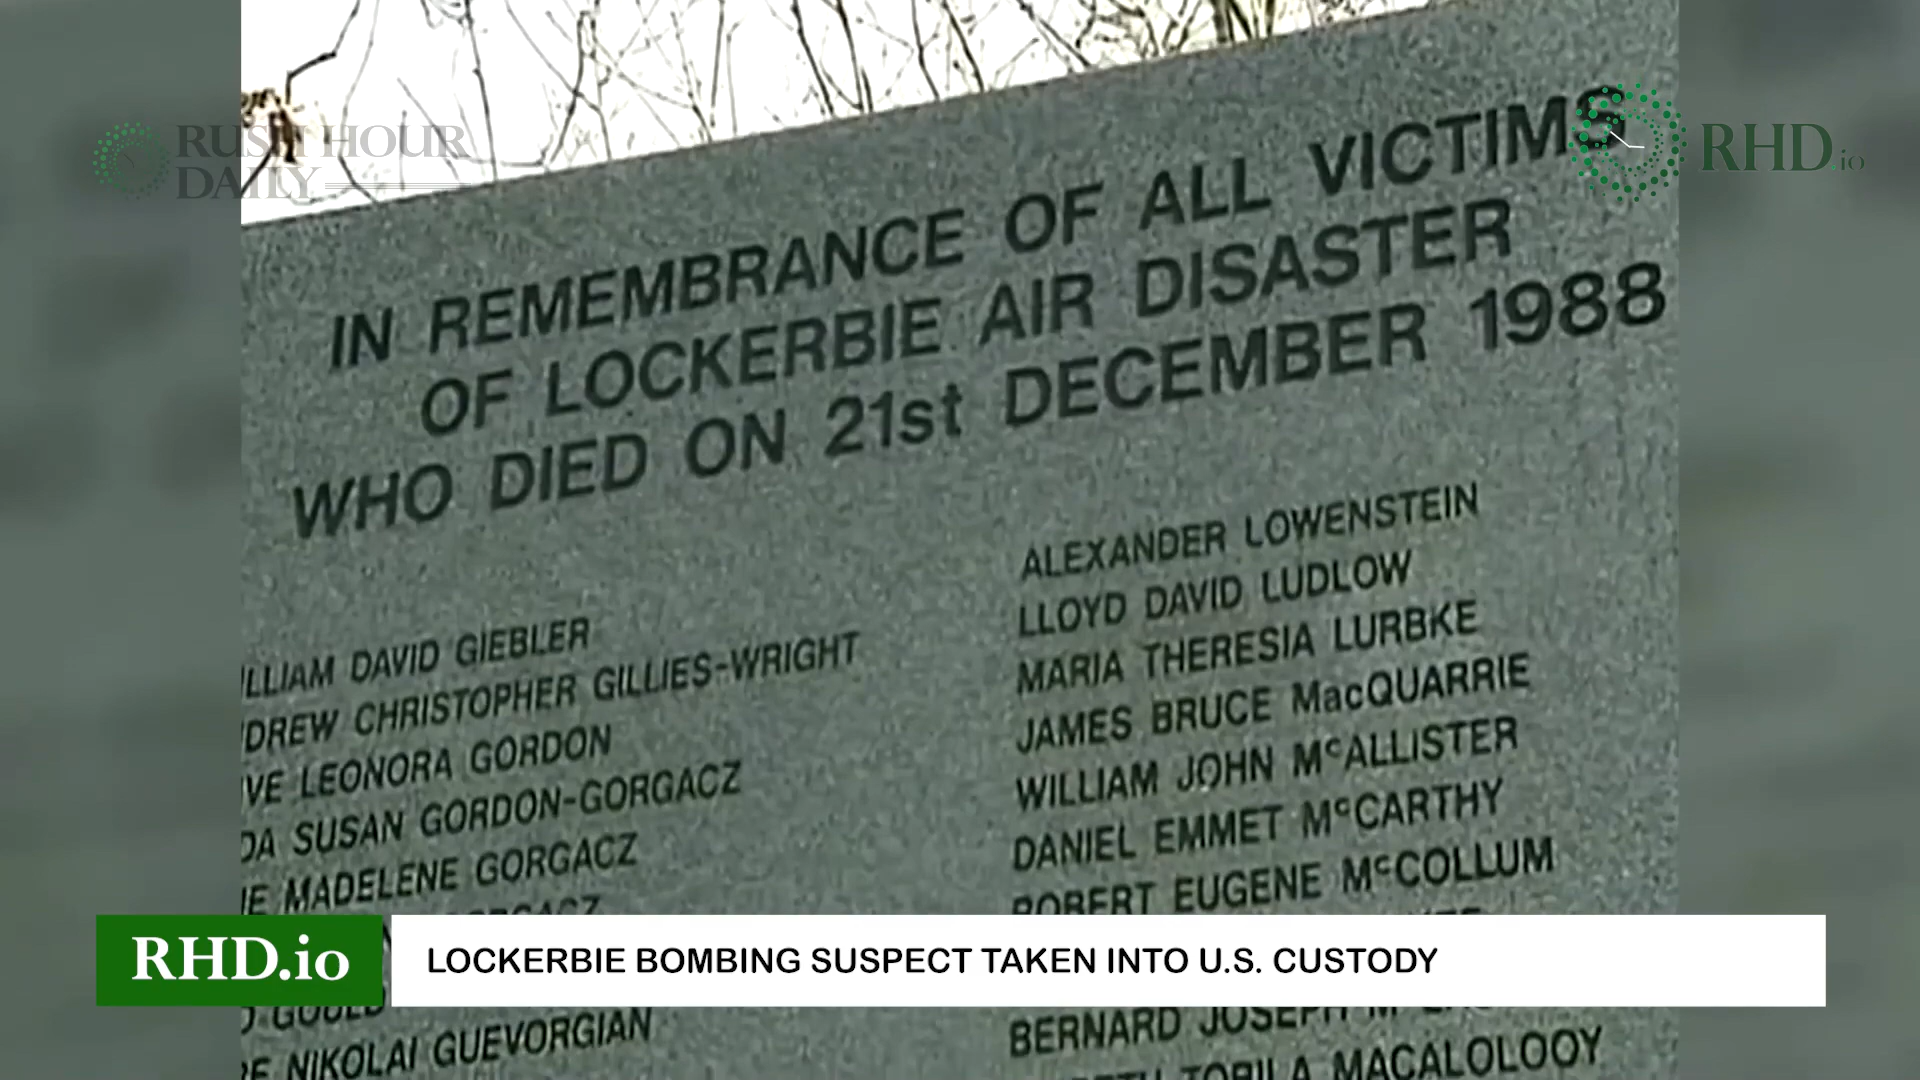 RUSH HOUR
DAILY
RHD.io
IN REMEMBRANCE OF ALL VICTIMS
OF LOCKERBIE AIR DISASTER
WHO DIED ON 21st DECEMBER 1988
DAVID GIEBLER
CHRISTOPHER GILLIES-WRIGHT
LEONORA GORDON
SUSAN GORDON-GORGACZ
MADELENE GORGACZ
GORGACZ
GOULD
NIKOLAI GUEVORGIAN
ALEXANDER LOWENSTEIN
LLOYD DAVID LUDLOW
MARIA THERESIA LURBKE
JAMES BRUCE MacQUARRIE
WILLIAM JOHN McALLISTER
DANIEL EMMET McCARTHY
ROBERT EUGENE McCOLLUM
BERNARD JOSEPH
MACALOLOOY
RHD.io
LOCKERBIE BOMBING SUSPECT TAKEN INTO U.S. CUSTODY